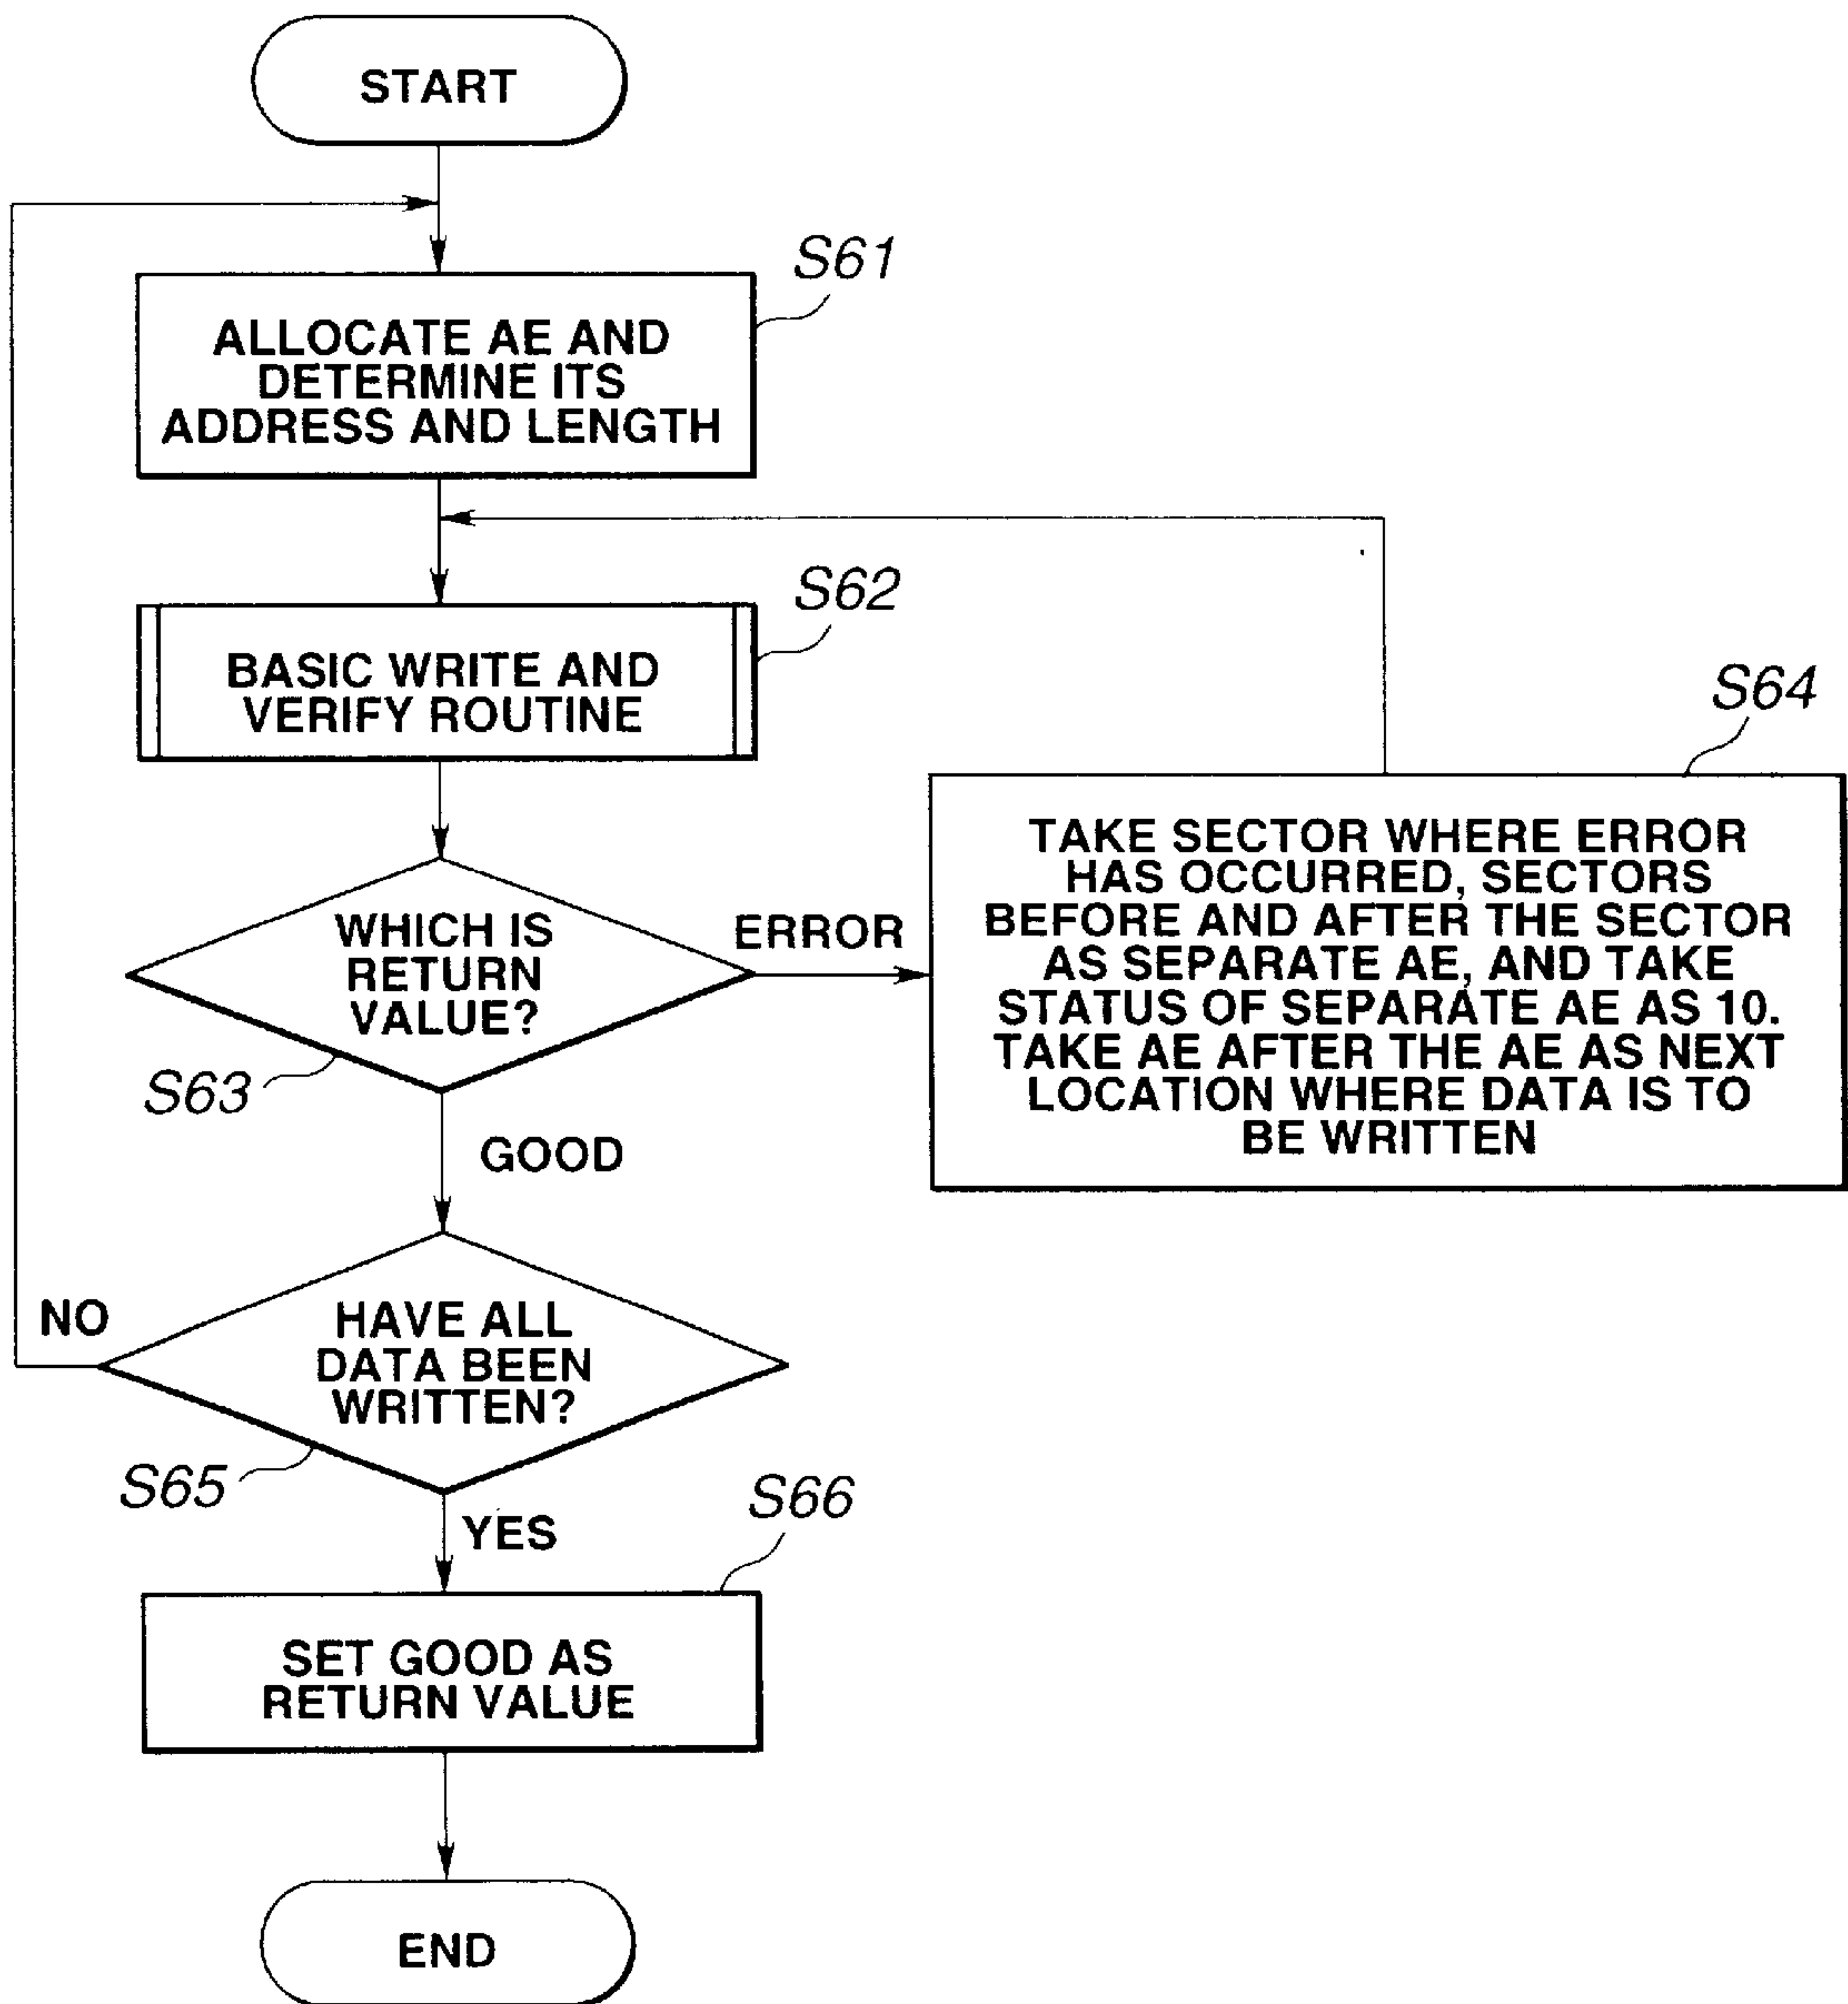 START
S61
ALLOCATE AE AND
DETERMINE ITS
ADDRESS AND LENGTH
S62
BASIC WRITE AND
VERIFY ROUTINE
S63
WHICH IS
RETURN
VALUE?
ERROR
S64
TAKE SECTOR WHERE ERROR
HAS OCCURRED, SECTORS
BEFORE AND AFTER THE SECTOR
AS SEPARATE AE, AND TAKE
STATUS OF SEPARATE AE AS 10.
TAKE AE AFTER THE AE AS NEXT
LOCATION WHERE DATA IS TO
BE WRITTEN
GOOD
NO
HAVE ALL
DATA BEEN
WRITTEN?
S65
YES
S66
SET GOOD AS
RETURN VALUE
END